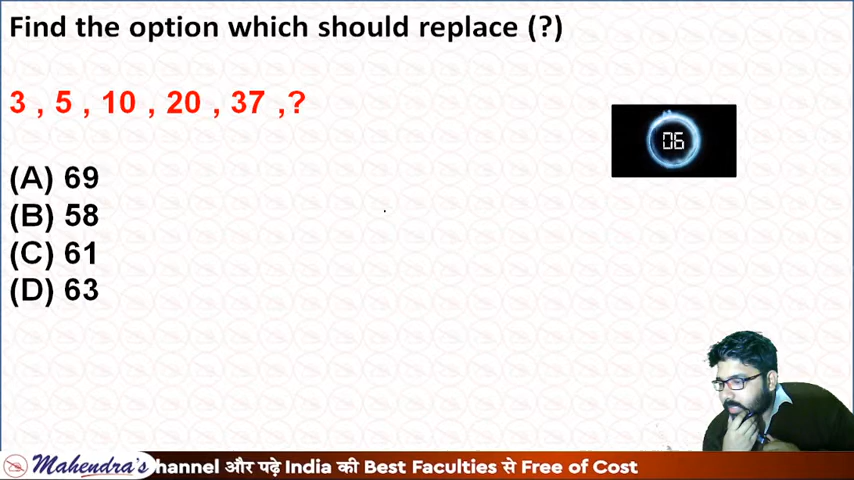 Find the option which should replace (?)
3 , 5 , 10 , 20 , 37 ,?
06
(A) 69
(B) 58
(C) 61
(D) 63
Mahendra's hannel और पढ़े India की Best Faculties से Free of Cost